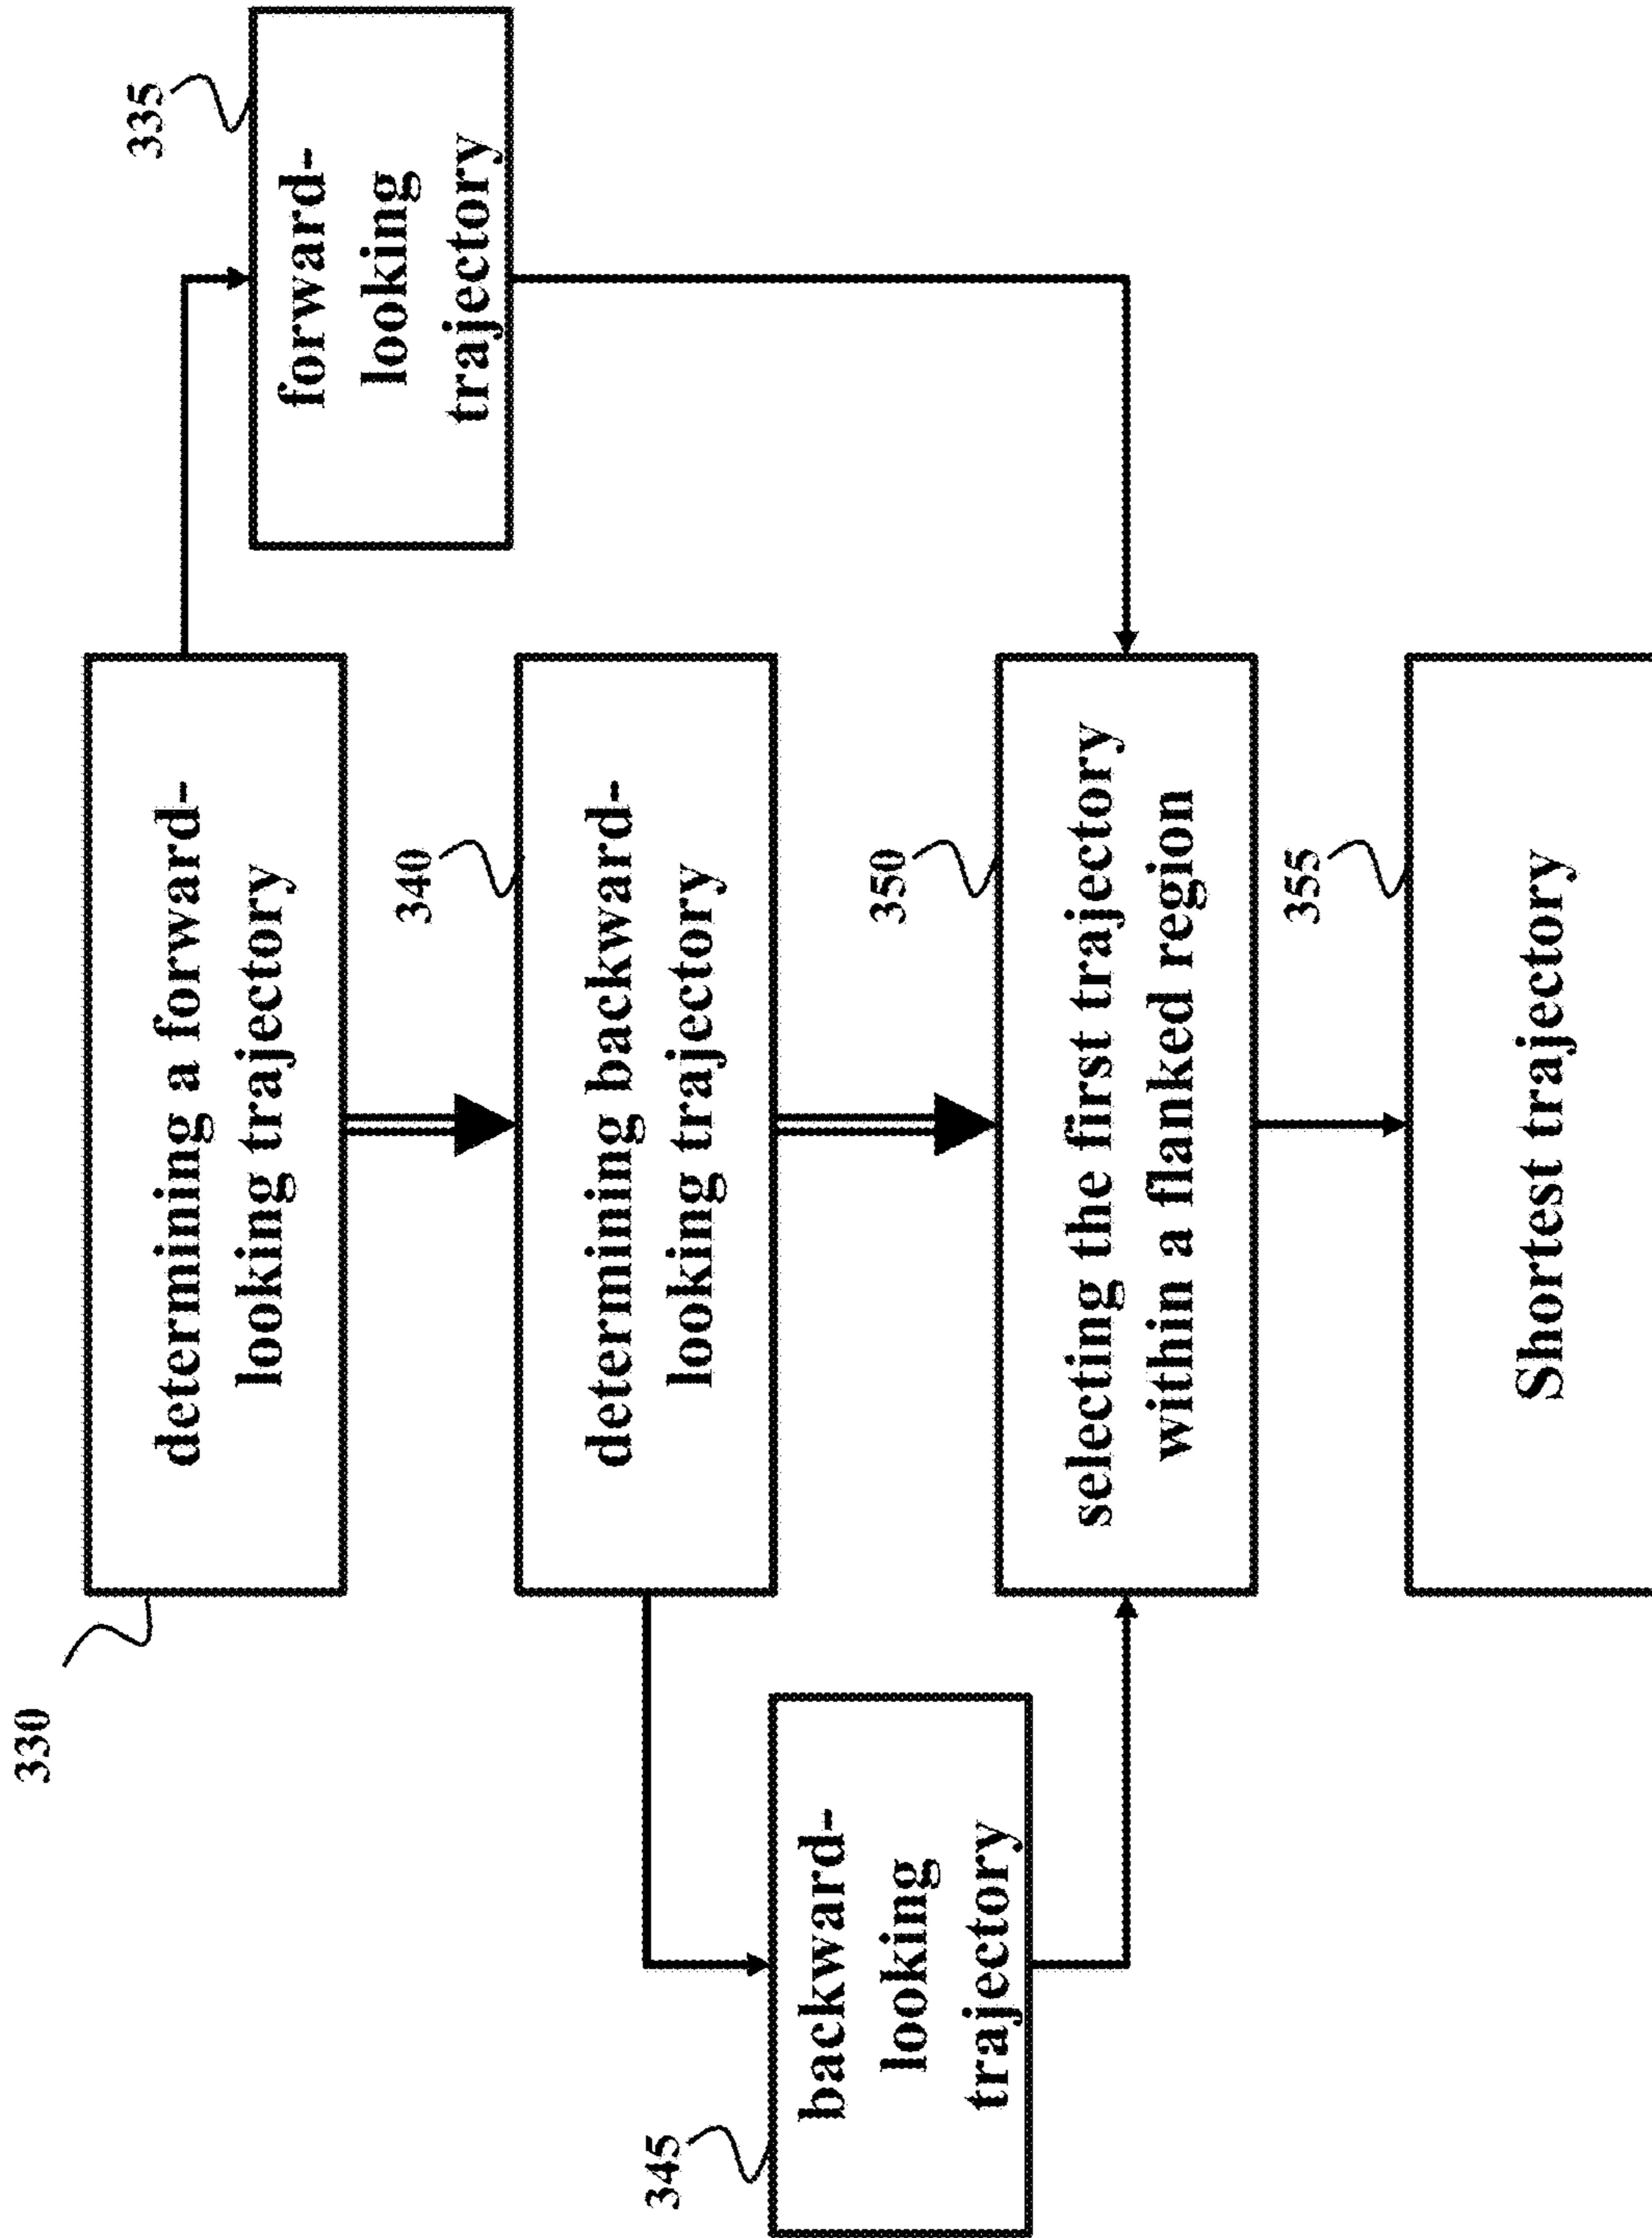 330
determining a forward-
looking trajectory
335
forward-
looking
trajectory
340
determining backward-
looking trajectory
345
backward-
looking
trajectory
350
selecting the first trajectory
within a flanked region
355
Shortest trajectory